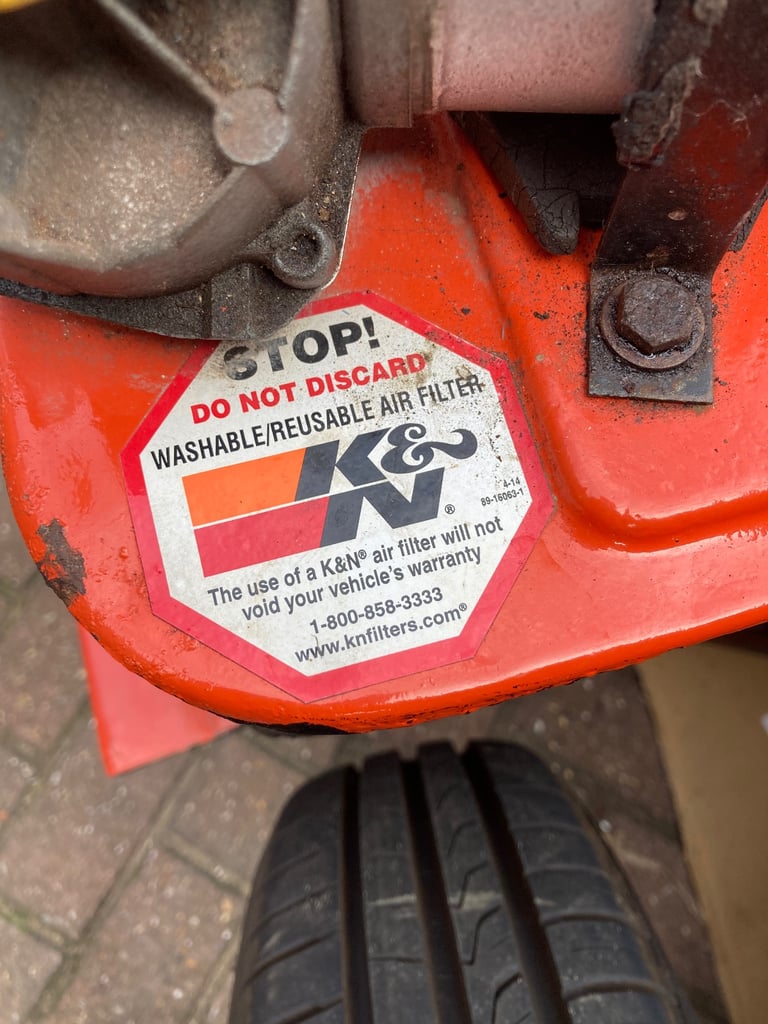 STOP!
DO NOT DISCARD
WASHABLE/REUSABLE AIR FILTER
K&N®
4-14
89-16063-1
The use of a K&N® air filter will not
void your vehicle's warranty
1-800-858-3333
www.knfilters.com®